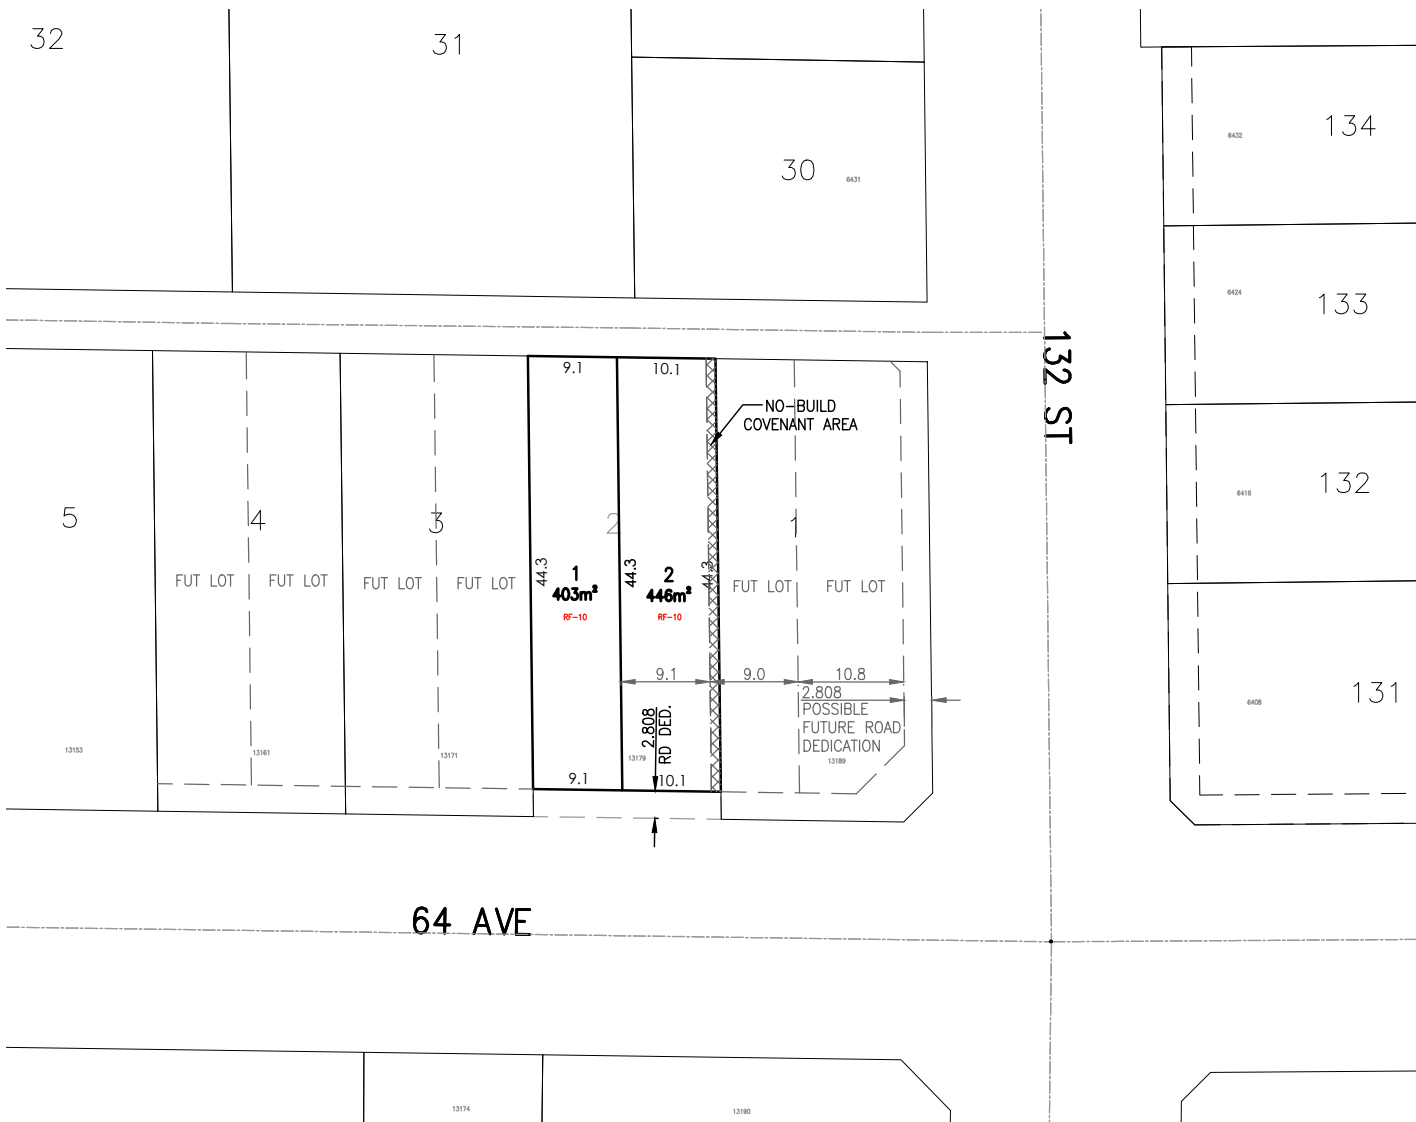 32
31
30
6431
134
6432
133
6424
132
6416
131
6408
132 ST
9.1
10.1
NO-BUILD
COVENANT AREA
5
4
3
2
1
FUT LOT
FUT LOT
FUT LOT
FUT LOT
44.3
1
403m²
RF-10
44.3
2
446m²
RF-10
44.3
FUT LOT
FUT LOT
9.1
9.0
10.8
2.808
POSSIBLE
FUTURE ROAD
DEDICATION
13189
2.808
RD DED.
13153
13161
13171
13179
9.1
10.1
64 AVE
13174
13190